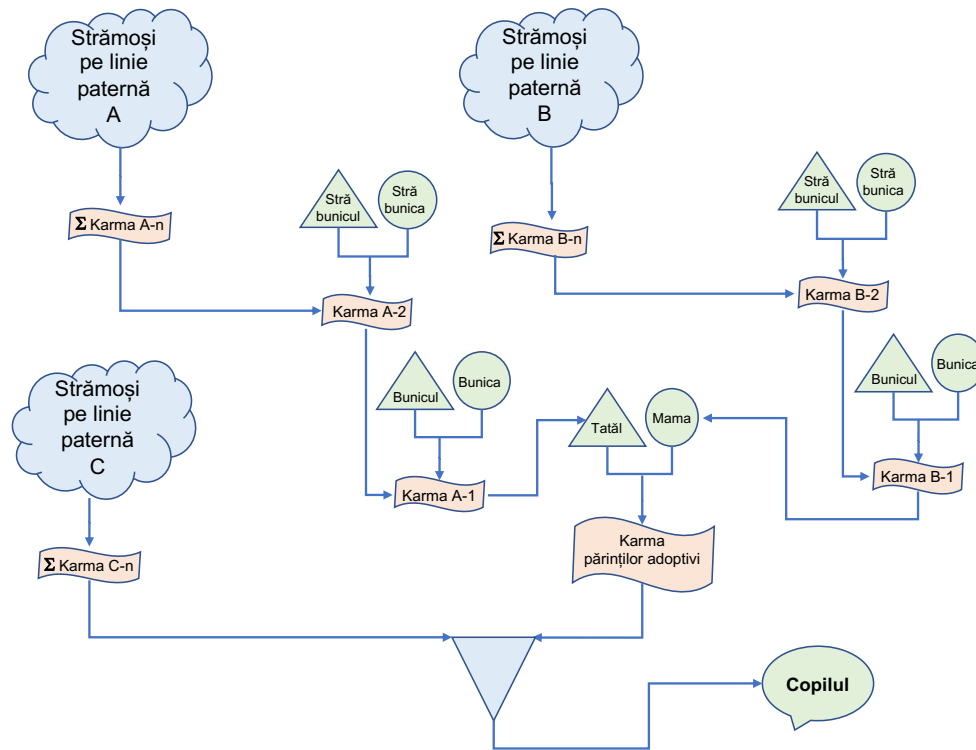 Strămoși
pe linie
paternă
A
Strămoși
pe linie
paternă
B
Stră
bunicul
Stră
bunica
Stră
bunicul
Stră
bunica
Σ Karma A-n
Σ Karma B-n
Karma A-2
Karma B-2
Strămoși
pe linie
paternă
C
Bunicul
Bunica
Bunicul
Bunica
Tatăl
Mama
Karma A-1
Karma B-1
Karma
părinților adoptivi
Σ Karma C-n
Copilul